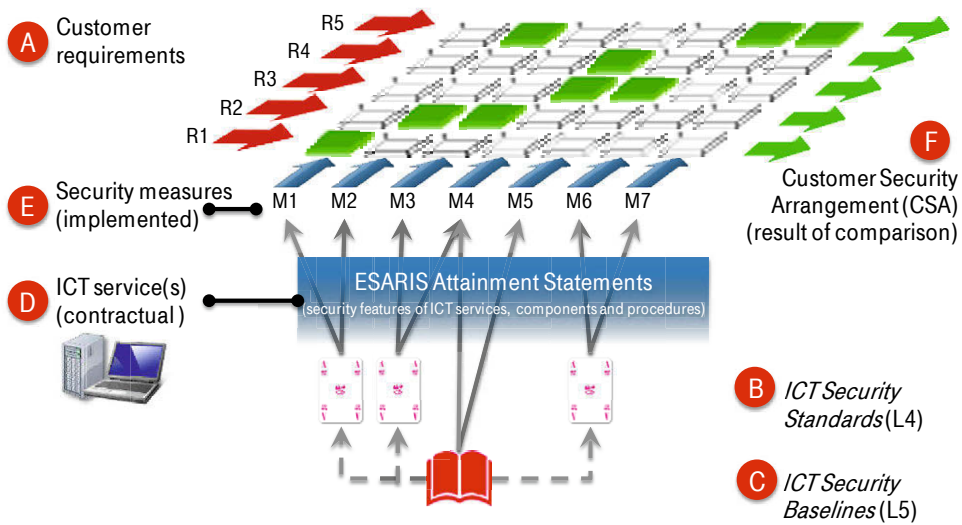 A
Customer
requirements
R5
R4
R3
R2
R1
F
Customer Security
Arrangement (CSA)
(result of comparison)
E
Security measures
(implemented)
M1 M2 M3 M4 M5 M6 M7
D
ICT service(s)
(contractual )
ESARIS Attainment Statements
(security features of ICT services, components and procedures)
B
ICT Security
Standards (L4)
C
ICT Security
Baselines (L5)